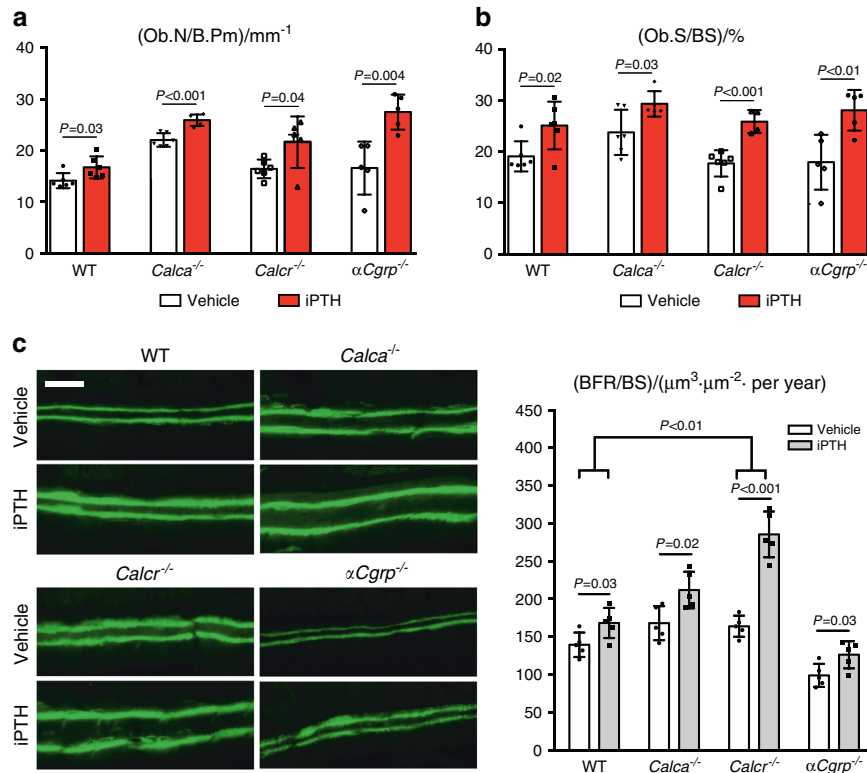 a
(Ob.N/B.Pm)/mm⁻¹
40
30
20
10
0
P=0.03
P<0.001
P=0.04
P=0.004
WT
Calca⁻/⁻
Calcr⁻/⁻
αCgrp⁻/⁻
Vehicle
iPTH
b
(Ob.S/BS)/%
40
30
20
10
0
P=0.02
P=0.03
P<0.001
P<0.01
WT
Calca⁻/⁻
Calcr⁻/⁻
αCgrp⁻/⁻
Vehicle
iPTH
c
WT
Calca⁻/⁻
Vehicle
iPTH
Calcr⁻/⁻
αCgrp⁻/⁻
Vehicle
iPTH
(BFR/BS)/(μm³·μm⁻²· per year)
450
400
350
300
250
200
150
100
50
0
Vehicle
iPTH
P<0.01
P<0.001
P=0.02
P=0.03
P=0.03
WT
Calca⁻/⁻
Calcr⁻/⁻
αCgrp⁻/⁻